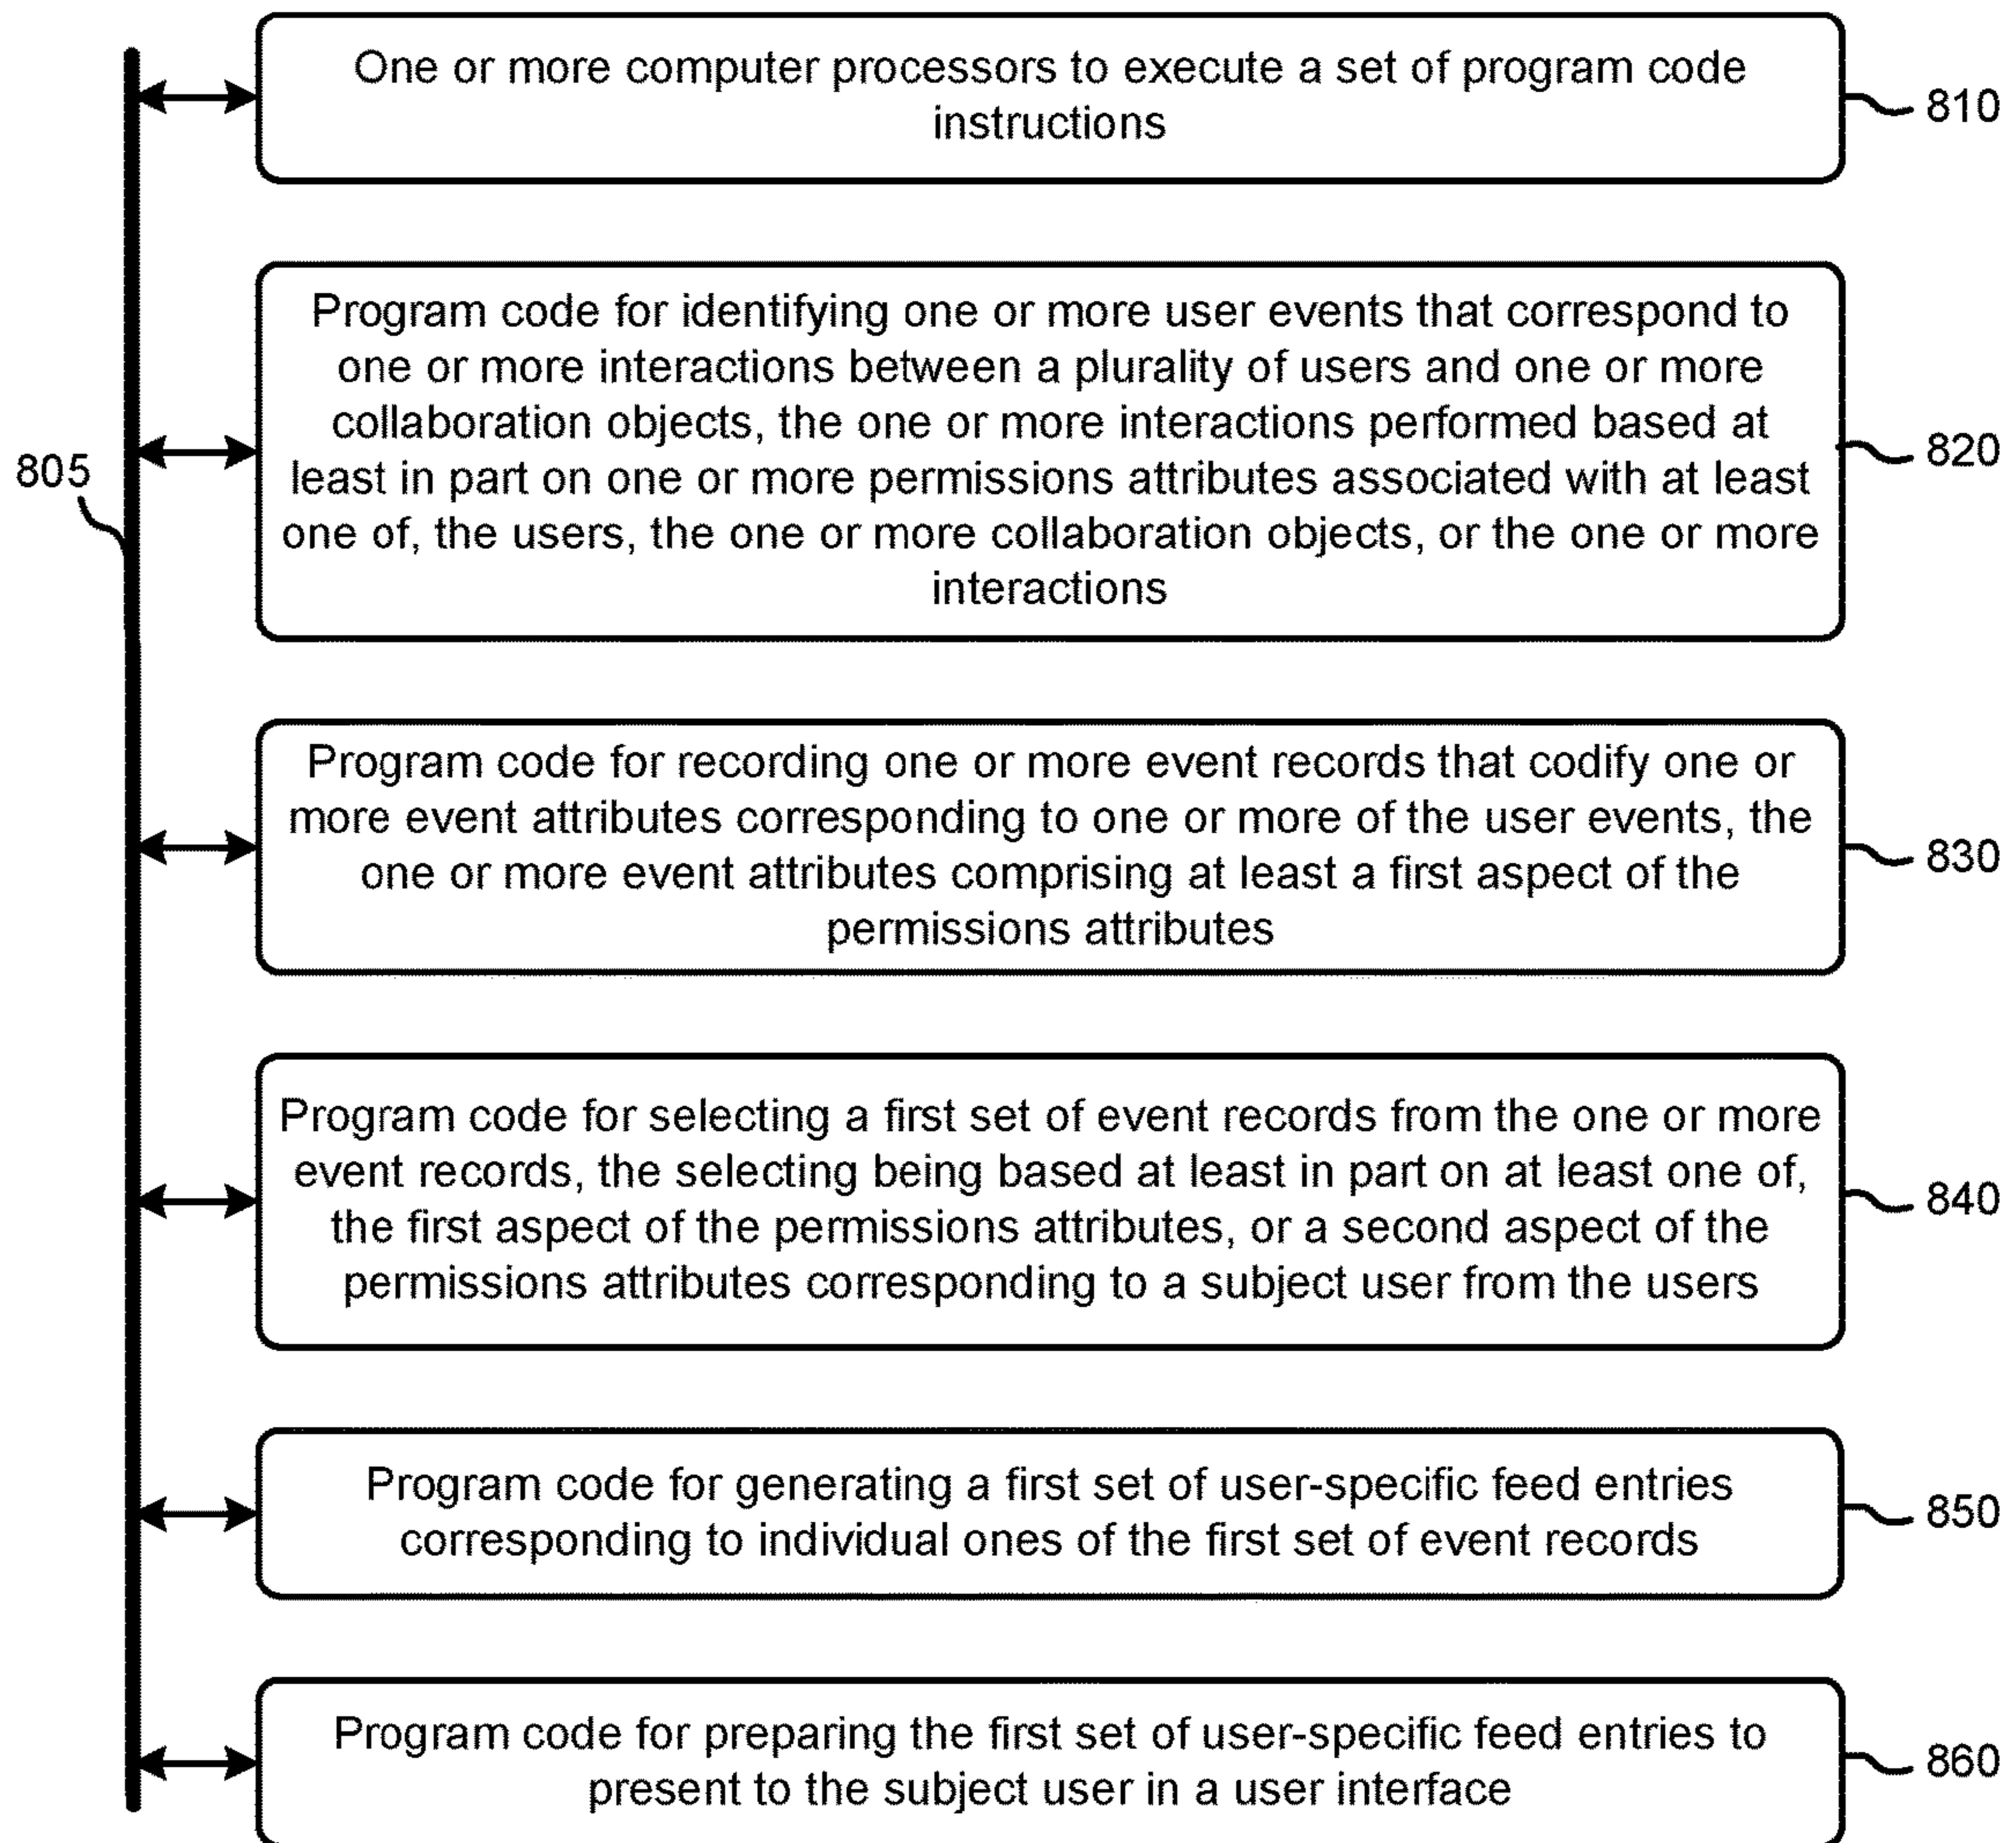 One or more computer processors to execute a set of program code
instructions
810
Program code for identifying one or more user events that correspond to
one or more interactions between a plurality of users and one or more
collaboration objects, the one or more interactions performed based at
least in part on one or more permissions attributes associated with at least
one of, the users, the one or more collaboration objects, or the one or more
interactions
820
805
Program code for recording one or more event records that codify one or
more event attributes corresponding to one or more of the user events, the
one or more event attributes comprising at least a first aspect of the
permissions attributes
830
Program code for selecting a first set of event records from the one or more
event records, the selecting being based at least in part on at least one of,
the first aspect of the permissions attributes, or a second aspect of the
permissions attributes corresponding to a subject user from the users
840
Program code for generating a first set of user-specific feed entries
corresponding to individual ones of the first set of event records
850
Program code for preparing the first set of user-specific feed entries to
present to the subject user in a user interface
860